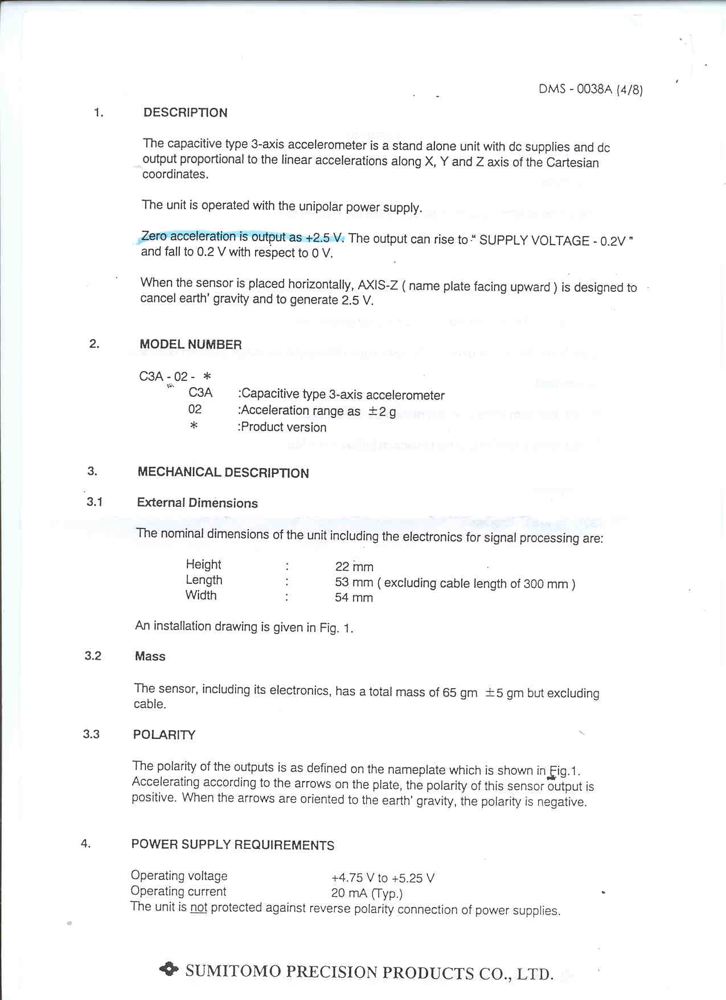 DMS - 0038A (4/8)
1. DESCRIPTION
The capacitive type 3-axis accelerometer is a stand alone unit with dc supplies and dc
output proportional to the linear accelerations along X, Y and Z axis of the Cartesian
coordinates.
The unit is operated with the unipolar power supply.
Zero acceleration is output as +2.5 V. The output can rise to “ SUPPLY VOLTAGE - 0.2V ”
and fall to 0.2 V with respect to 0 V.
When the sensor is placed horizontally, AXIS-Z ( name plate facing upward ) is designed to
cancel earth' gravity and to generate 2.5 V.
2. MODEL NUMBER
C3A - 02 - *
C3A :Capacitive type 3-axis accelerometer
02 :Acceleration range as ±2 g
* :Product version
3. MECHANICAL DESCRIPTION
3.1 External Dimensions
The nominal dimensions of the unit including the electronics for signal processing are:
Height : 22 mm
Length : 53 mm ( excluding cable length of 300 mm )
Width : 54 mm
An installation drawing is given in Fig. 1.
3.2 Mass
The sensor, including its electronics, has a total mass of 65 gm ±5 gm but excluding
cable.
3.3 POLARITY
The polarity of the outputs is as defined on the nameplate which is shown in Fig.1.
Accelerating according to the arrows on the plate, the polarity of this sensor output is
positive. When the arrows are oriented to the earth' gravity, the polarity is negative.
4. POWER SUPPLY REQUIREMENTS
Operating voltage +4.75 V to +5.25 V
Operating current 20 mA (Typ.)
The unit is not protected against reverse polarity connection of power supplies.
SUMITOMO PRECISION PRODUCTS CO., LTD.